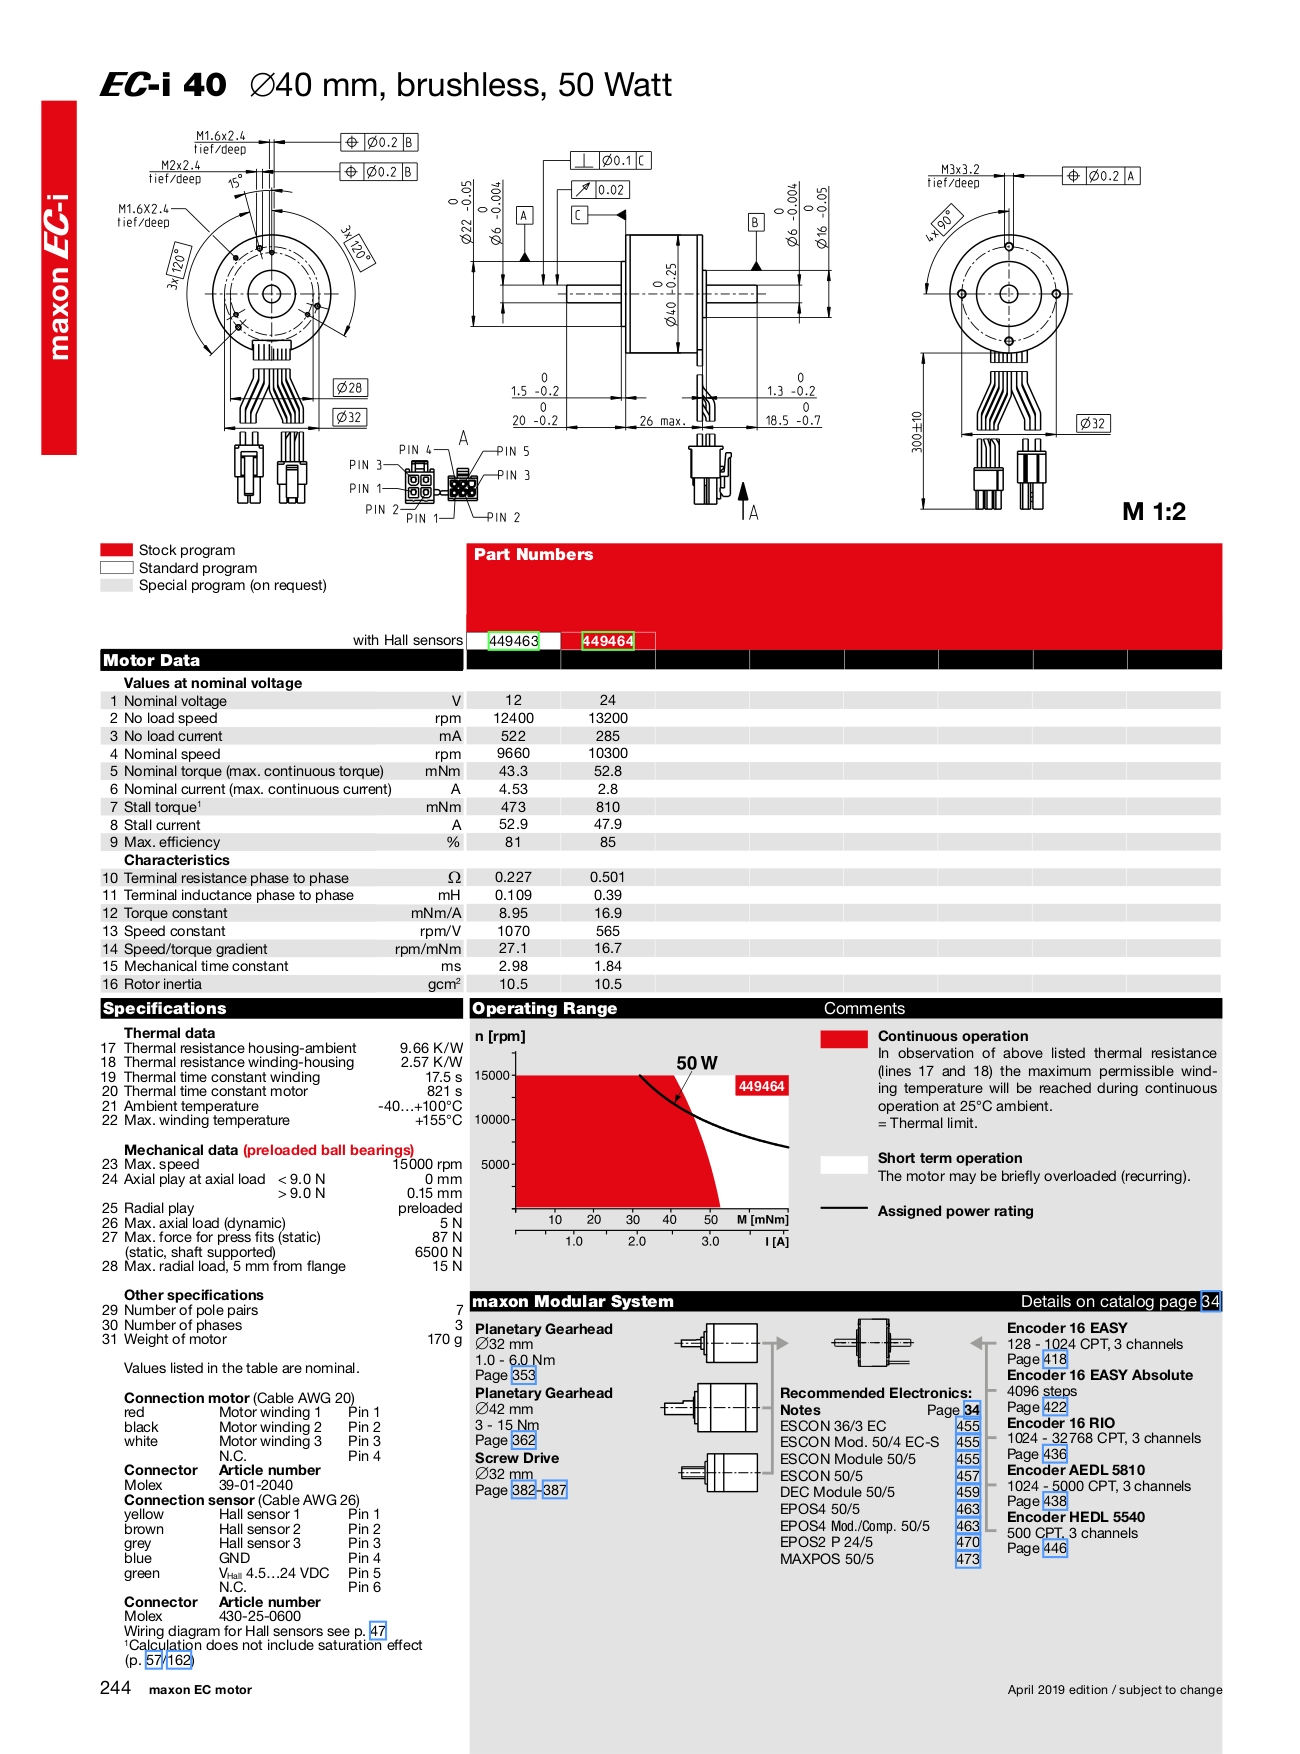 EC-i 40 Ø40 mm, brushless, 50 Watt
maxon EC-i
M1.6x2.4
tief/deep
Ø0.2 B
M2x2.4
tief/deep
Ø0.2 B
15°
M1.6X2.4
tief/deep
3x 120°
3x 120°
Ø28
Ø32
A
PIN 4
PIN 5
PIN 3
PIN 3
PIN 1
PIN 2
PIN 1
PIN 2
0
Ø22 -0.05
0
Ø6 -0.004
A
Ø0.1 C
0.02
C
B
0
Ø6 -0.004
0
Ø16 -0.05
0
Ø40 -0.25
0
1.5 -0.2
0
1.3 -0.2
0
20 -0.2
26 max.
0
18.5 -0.7
A
M3x3.2
tief/deep
Ø0.2 A
4x 90°
300±10
Ø32
M 1:2
Stock program
Standard program
Special program (on request)
Part Numbers
with Hall sensors 449463 449464
Motor Data
Values at nominal voltage
1 Nominal voltage V 12 24
2 No load speed rpm 12400 13200
3 No load current mA 522 285
4 Nominal speed rpm 9660 10300
5 Nominal torque (max. continuous torque) mNm 43.3 52.8
6 Nominal current (max. continuous current) A 4.53 2.8
7 Stall torque¹ mNm 473 810
8 Stall current A 52.9 47.9
9 Max. efficiency % 81 85
Characteristics
10 Terminal resistance phase to phase Ω 0.227 0.501
11 Terminal inductance phase to phase mH 0.109 0.39
12 Torque constant mNm/A 8.95 16.9
13 Speed constant rpm/V 1070 565
14 Speed/torque gradient rpm/mNm 27.1 16.7
15 Mechanical time constant ms 2.98 1.84
16 Rotor inertia gcm² 10.5 10.5
Specifications
Thermal data
17 Thermal resistance housing-ambient 9.66 K/W
18 Thermal resistance winding-housing 2.57 K/W
19 Thermal time constant winding 17.5 s
20 Thermal time constant motor 821 s
21 Ambient temperature -40…+100°C
22 Max. winding temperature +155°C
Mechanical data (preloaded ball bearings)
23 Max. speed 15000 rpm
24 Axial play at axial load < 9.0 N 0 mm
> 9.0 N 0.15 mm
25 Radial play preloaded
26 Max. axial load (dynamic) 5 N
27 Max. force for press fits (static) 87 N
(static, shaft supported) 6500 N
28 Max. radial load, 5 mm from flange 15 N
Other specifications
29 Number of pole pairs 7
30 Number of phases 3
31 Weight of motor 170 g
Values listed in the table are nominal.
Connection motor (Cable AWG 20)
red Motor winding 1 Pin 1
black Motor winding 2 Pin 2
white Motor winding 3 Pin 3
N.C. Pin 4
Connector Article number
Molex 39-01-2040
Connection sensor (Cable AWG 26)
yellow Hall sensor 1 Pin 1
brown Hall sensor 2 Pin 2
grey Hall sensor 3 Pin 3
blue GND Pin 4
green VHall 4.5…24 VDC Pin 5
N.C. Pin 6
Connector Article number
Molex 430-25-0600
Wiring diagram for Hall sensors see p. 47
¹Calculation does not include saturation effect
(p. 57/162)
Operating Range
Comments
n [rpm]
50 W
449464
15000
10000
5000
10 20 30 40 50 M [mNm]
1.0 2.0 3.0 I [A]
Continuous operation
In observation of above listed thermal resistance
(lines 17 and 18) the maximum permissible wind-
ing temperature will be reached during continuous
operation at 25°C ambient.
= Thermal limit.
Short term operation
The motor may be briefly overloaded (recurring).
Assigned power rating
maxon Modular System
Details on catalog page 34
Planetary Gearhead
Ø32 mm
1.0 - 6.0 Nm
Page 353
Planetary Gearhead
Ø42 mm
3 - 15 Nm
Page 362
Screw Drive
Ø32 mm
Page 382-387
Recommended Electronics:
Notes Page 34
ESCON 36/3 EC 455
ESCON Mod. 50/4 EC-S 455
ESCON Module 50/5 455
ESCON 50/5 457
DEC Module 50/5 459
EPOS4 50/5 463
EPOS4 Mod./Comp. 50/5 463
EPOS2 P 24/5 470
MAXPOS 50/5 473
Encoder 16 EASY
128 - 1024 CPT, 3 channels
Page 418
Encoder 16 EASY Absolute
4096 steps
Page 422
Encoder 16 RIO
1024 - 32768 CPT, 3 channels
Page 436
Encoder AEDL 5810
1024 - 5000 CPT, 3 channels
Page 438
Encoder HEDL 5540
500 CPT, 3 channels
Page 446
244 maxon EC motor
April 2019 edition / subject to change